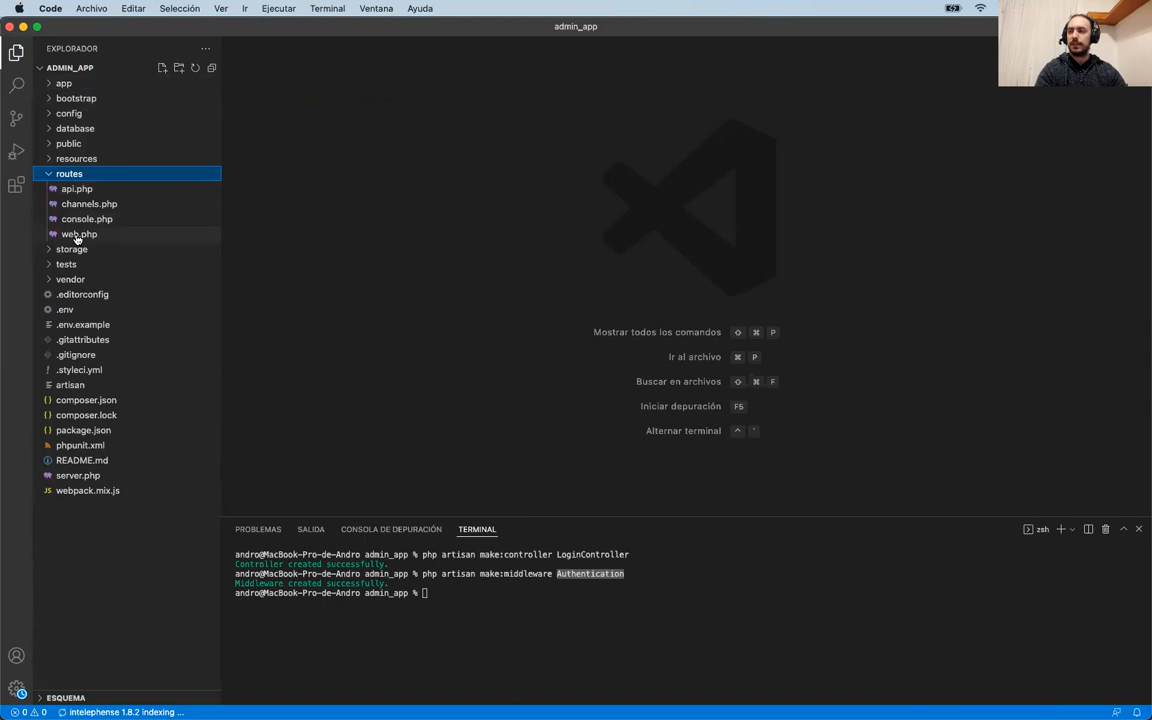 Code Archivo Editar Selección Ver Ir Ejecutar Terminal Ventana Ayuda
admin_app
EXPLORADOR
ADMIN_APP
app
bootstrap
config
database
public
resources
routes
api.php
channels.php
console.php
web.php
storage
tests
vendor
.editorconfig
.env
.env.example
.gitattributes
.gitignore
.styleci.yml
artisan
composer.json
composer.lock
package.json
phpunit.xml
README.md
server.php
webpack.mix.js
ESQUEMA
Mostrar todos los comandos ⇧ ⌘ P
Ir al archivo ⌘ P
Buscar en archivos ⇧ ⌘ F
Iniciar depuración F5
Alternar terminal ^ `
PROBLEMAS SALIDA CONSOLA DE DEPURACIÓN TERMINAL
zsh
andro@MacBook-Pro-de-Andro admin_app % php artisan make:controller LoginController
Controller created successfully.
andro@MacBook-Pro-de-Andro admin_app % php artisan make:middleware Authentication
Middleware created successfully.
andro@MacBook-Pro-de-Andro admin_app %
0 0 intelephense 1.8.2 indexing ...